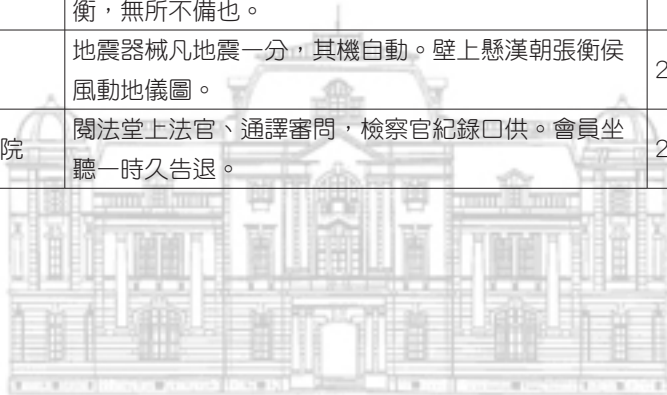 衡，無所不備也。
地震器械凡地震一分，其機自動。壁上懸漢朝張衡侯
風動地儀圖。
2
院
閱法堂上法官、通譯審問，檢察官紀錄口供。會員坐
聽一時久告退。
2